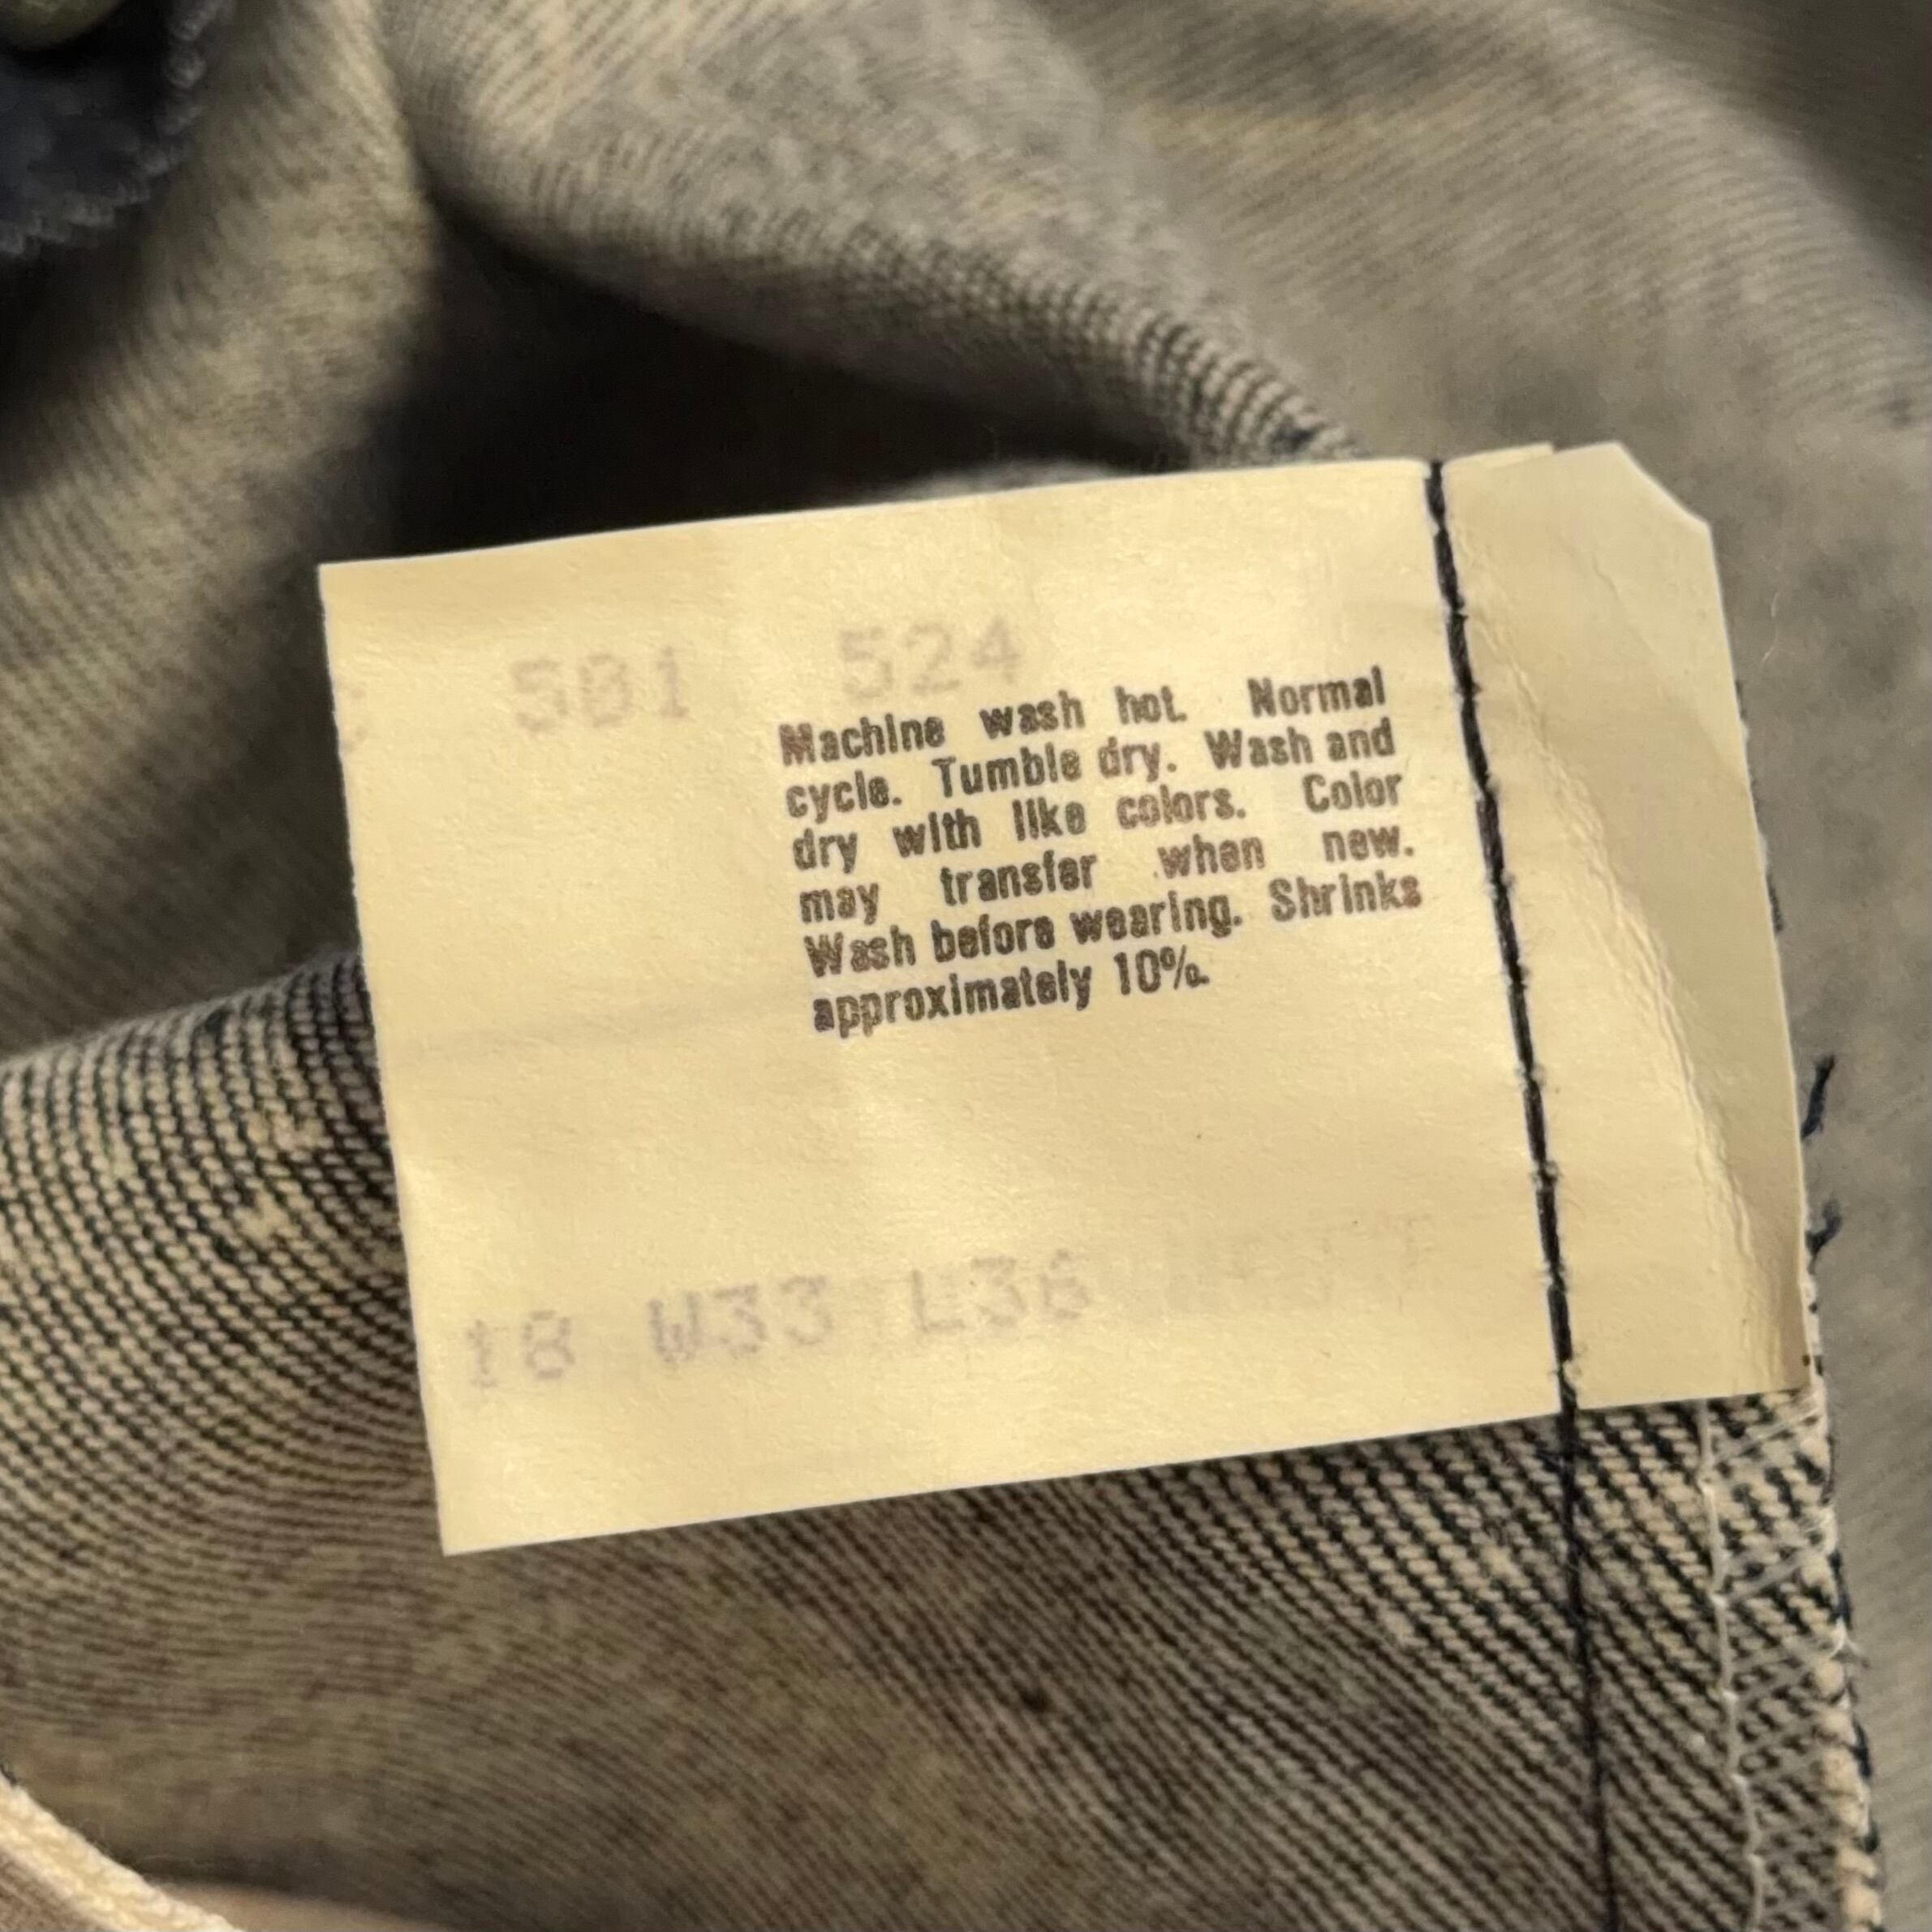 501 524
Machine wash hot. Normal
cycle. Tumble dry. Wash and
dry with like colors. Color
may transfer when new.
Wash before wearing. Shrinks
approximately 10%.
18 W33 L36